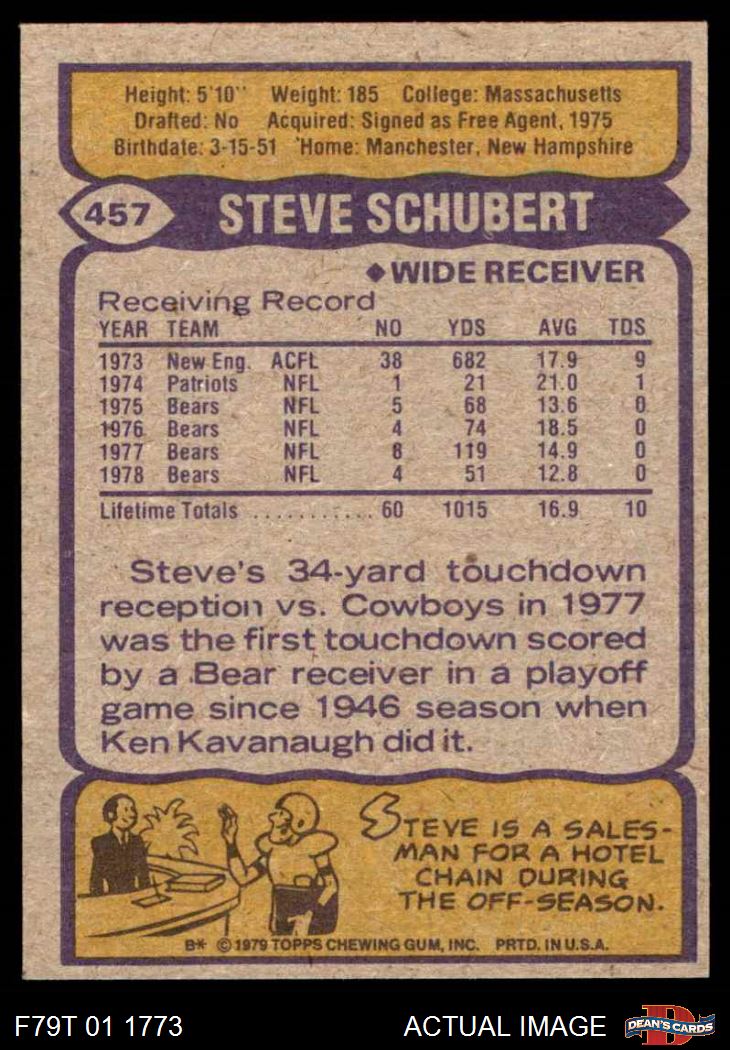 Height: 5'10" Weight: 185 College: Massachusetts
Drafted: No Acquired: Signed as Free Agent, 1975
Birthdate: 3-15-51 Home: Manchester, New Hampshire
457 STEVE SCHUBERT
◆WIDE RECEIVER
Receiving Record
YEAR TEAM NO YDS AVG TDS
1973 New Eng. ACFL 38 682 17.9 9
1974 Patriots NFL 1 21 21.0 1
1975 Bears NFL 5 68 13.6 0
1976 Bears NFL 4 74 18.5 0
1977 Bears NFL 8 119 14.9 0
1978 Bears NFL 4 51 12.8 0
Lifetime Totals ........... 60 1015 16.9 10
Steve's 34-yard touchdown
reception vs. Cowboys in 1977
was the first touchdown scored
by a Bear receiver in a playoff
game since 1946 season when
Ken Kavanaugh did it.
STEVE IS A SALES-
MAN FOR A HOTEL
CHAIN DURING
THE OFF-SEASON.
B* © 1979 TOPPS CHEWING GUM, INC. PRTD. IN U.S.A.
F79T 01 1773 ACTUAL IMAGE D DEAN'S CARDS